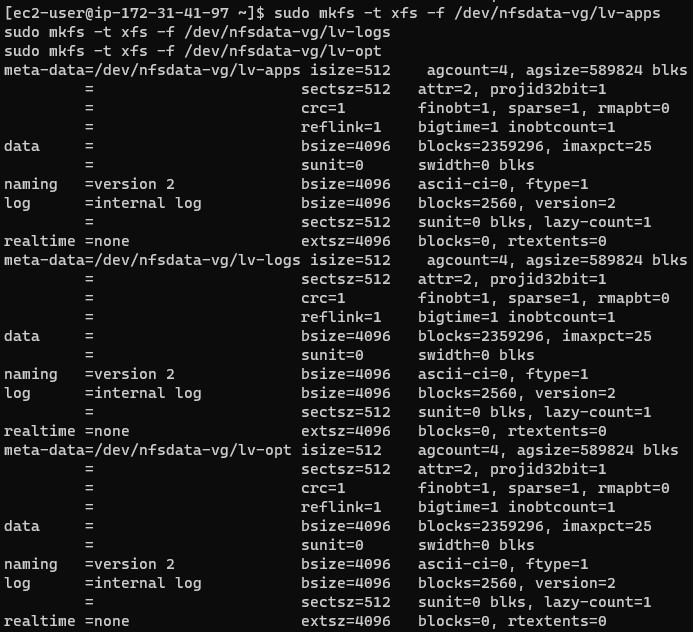 [ec2-user@ip-172-31-41-97 ~]$ sudo mkfs -t xfs -f /dev/nfsdata-vg/lv-apps
sudo mkfs -t xfs -f /dev/nfsdata-vg/lv-logs
sudo mkfs -t xfs -f /dev/nfsdata-vg/lv-opt
meta-data=/dev/nfsdata-vg/lv-apps isize=512    agcount=4, agsize=589824 blks
         =                       sectsz=512   attr=2, projid32bit=1
         =                       crc=1        finobt=1, sparse=1, rmapbt=0
         =                       reflink=1    bigtime=1 inobtcount=1
data     =                       bsize=4096   blocks=2359296, imaxpct=25
         =                       sunit=0      swidth=0 blks
naming   =version 2              bsize=4096   ascii-ci=0, ftype=1
log      =internal log           bsize=4096   blocks=2560, version=2
         =                       sectsz=512   sunit=0 blks, lazy-count=1
realtime =none                   extsz=4096   blocks=0, rtextents=0
meta-data=/dev/nfsdata-vg/lv-logs isize=512    agcount=4, agsize=589824 blks
         =                       sectsz=512   attr=2, projid32bit=1
         =                       crc=1        finobt=1, sparse=1, rmapbt=0
         =                       reflink=1    bigtime=1 inobtcount=1
data     =                       bsize=4096   blocks=2359296, imaxpct=25
         =                       sunit=0      swidth=0 blks
naming   =version 2              bsize=4096   ascii-ci=0, ftype=1
log      =internal log           bsize=4096   blocks=2560, version=2
         =                       sectsz=512   sunit=0 blks, lazy-count=1
realtime =none                   extsz=4096   blocks=0, rtextents=0
meta-data=/dev/nfsdata-vg/lv-opt isize=512    agcount=4, agsize=589824 blks
         =                       sectsz=512   attr=2, projid32bit=1
         =                       crc=1        finobt=1, sparse=1, rmapbt=0
         =                       reflink=1    bigtime=1 inobtcount=1
data     =                       bsize=4096   blocks=2359296, imaxpct=25
         =                       sunit=0      swidth=0 blks
naming   =version 2              bsize=4096   ascii-ci=0, ftype=1
log      =internal log           bsize=4096   blocks=2560, version=2
         =                       sectsz=512   sunit=0 blks, lazy-count=1
realtime =none                   extsz=4096   blocks=0, rtextents=0